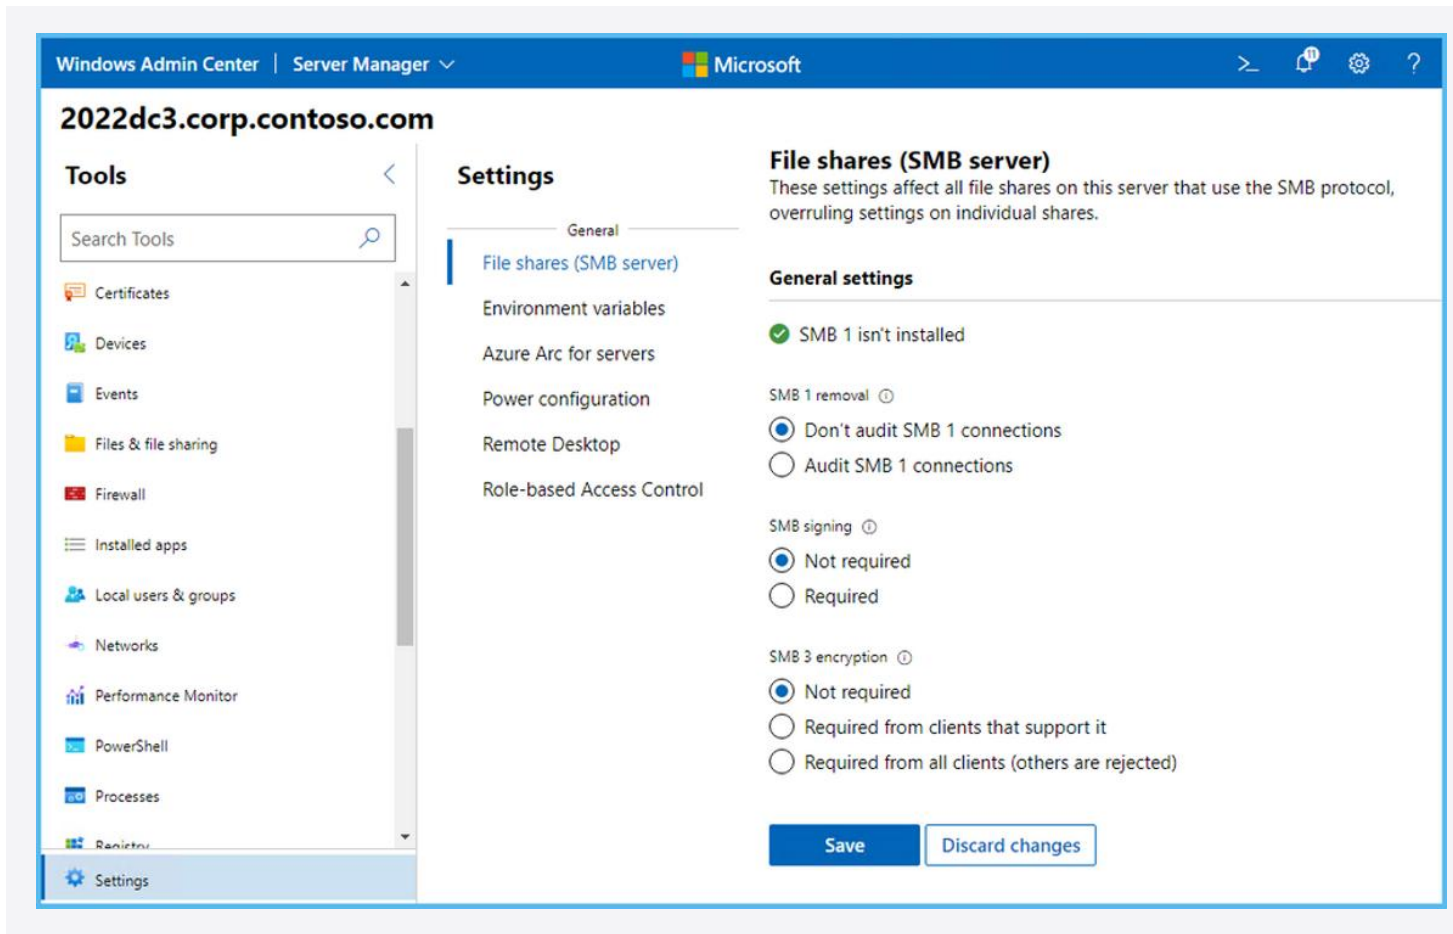 Windows Admin Center | Server Manager
Microsoft
11
2022dc3.corp.contoso.com
Tools
Search Tools
Certificates
Devices
Events
Files & file sharing
Firewall
Installed apps
Local users & groups
Networks
Performance Monitor
PowerShell
Processes
Registry
Settings
Settings
General
File shares (SMB server)
Environment variables
Azure Arc for servers
Power configuration
Remote Desktop
Role-based Access Control
File shares (SMB server)
These settings affect all file shares on this server that use the SMB protocol,
overruling settings on individual shares.
General settings
SMB 1 isn't installed
SMB 1 removal
Don't audit SMB 1 connections
Audit SMB 1 connections
SMB signing
Not required
Required
SMB 3 encryption
Not required
Required from clients that support it
Required from all clients (others are rejected)
Save
Discard changes